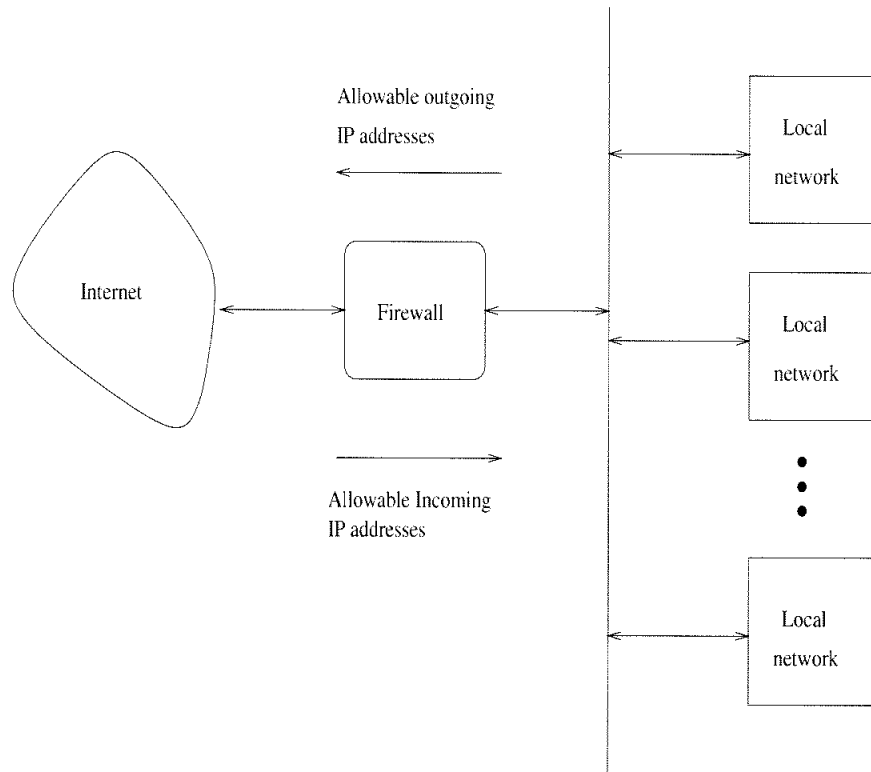 Allowable outgoing
IP addresses
Local
network
Internet
Firewall
Local
network
Allowable Incoming
IP addresses
Local
network